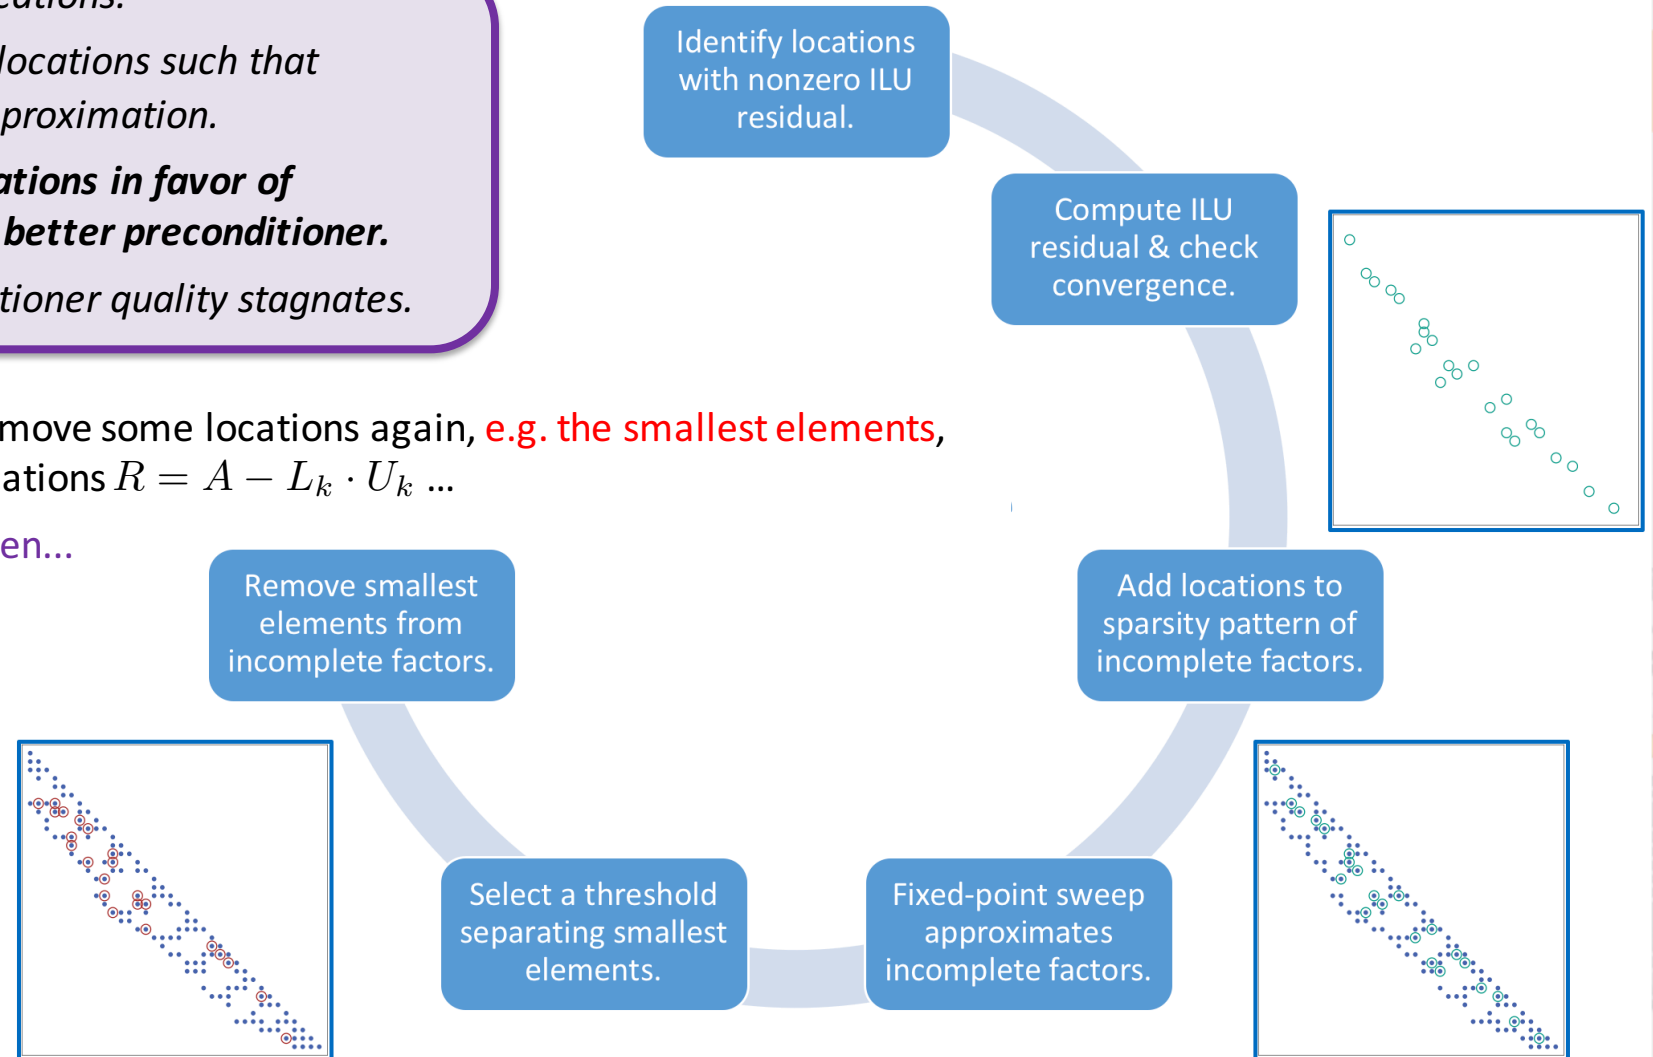 locations such that
proximation.
ations in favor of
better preconditioner.
tioner quality stagnates.
move some locations again, e.g. the smallest elements,
ations R = A − L_k · U_k ...
en...
Identify locations
with nonzero ILU
residual.
Compute ILU
residual & check
convergence.
Add locations to
sparsity pattern of
incomplete factors.
Fixed-point sweep
approximates
incomplete factors.
Select a threshold
separating smallest
elements.
Remove smallest
elements from
incomplete factors.